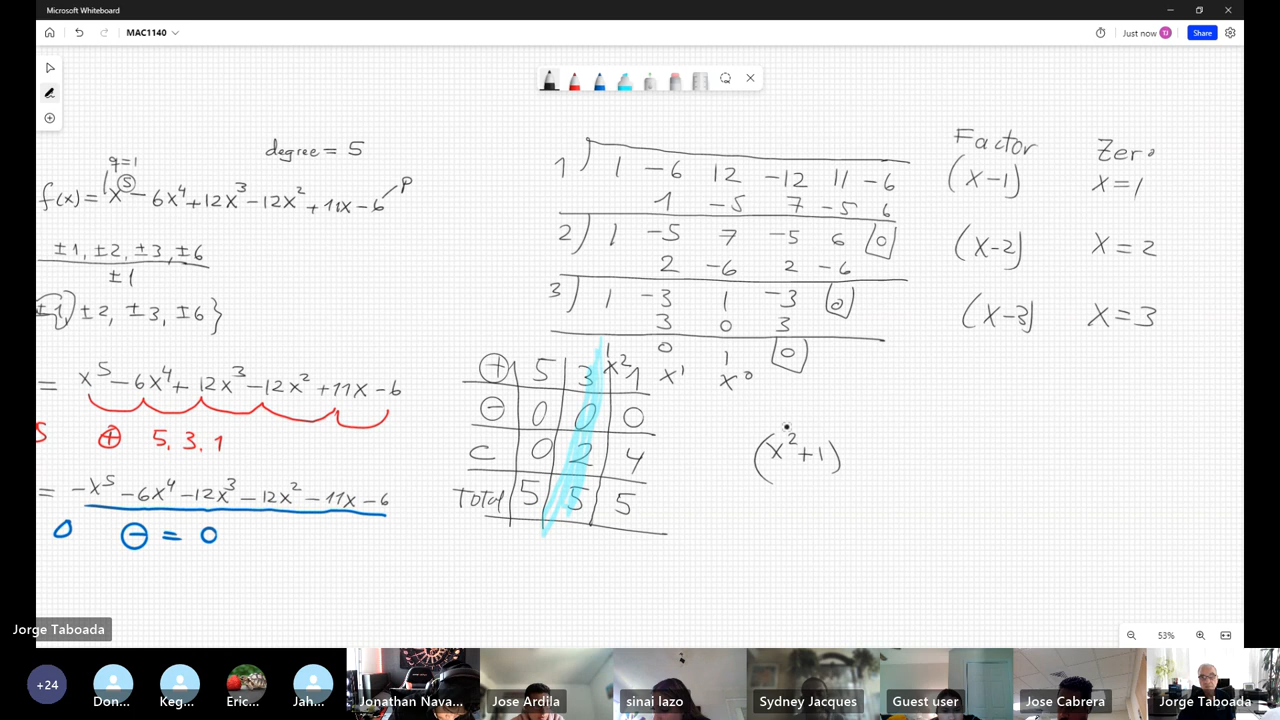 Microsoft Whiteboard
MAC1140
Just now TJ Share
degree = 5
q=1
f(x) = 1x⁵ - 6x⁴ + 12x³ - 12x² + 11x - 6
P
±1, ±2, ±3, ±6
±1
±1, ±2, ±3, ±6}
= x⁵ - 6x⁴ + 12x³ - 12x² + 11x - 6
⊕ 5, 3, 1
= -x⁵ - 6x⁴ - 12x³ - 12x² - 11x - 6
⊖ = 0
1) 1 -6 12 -12 11 -6
1 -5 7 -5 6
2) 1 -5 7 -5 6 0
2 -6 2 -6
3) 1 -3 1 -3 0
3 0 3
1 0 1 0
x² x¹ x⁰
⊕ 5 3 1
⊖ 0 0 0
C 0 2 4
Total 5 5 5
(x²+1)
Factor Zero
(x-1) x=1
(x-2) x=2
(x-3) x=3
53%
Jorge Taboada
+24
Don...
Keg...
Eric...
Jah...
Jonathan Nava...
Jose Ardila
sinai lazo
Sydney Jacques
Guest user
Jose Cabrera
Jorge Taboada